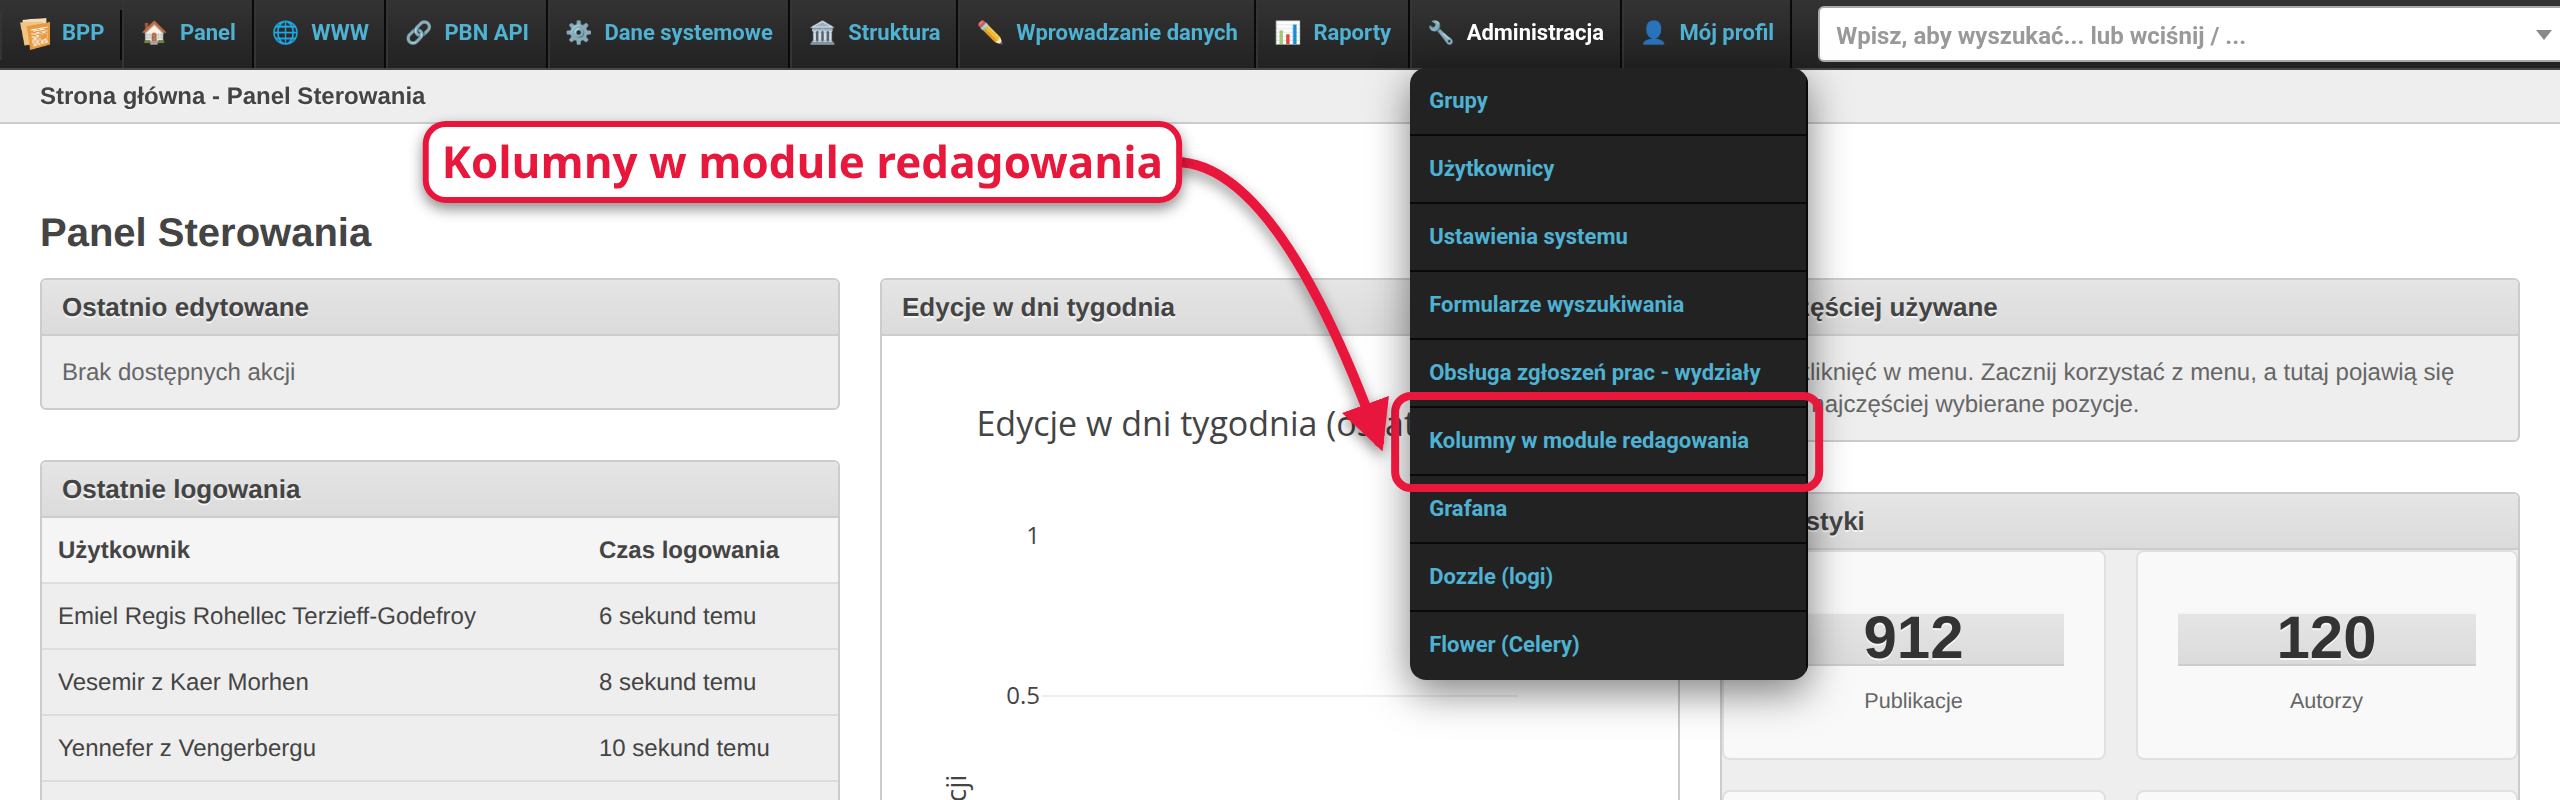 BPP
Panel
WWW
PBN API
Dane systemowe
Struktura
Wprowadzanie danych
Raporty
Administracja
Mój profil
Wpisz, aby wyszukać... lub wciśnij / ...
Strona główna - Panel Sterowania
Kolumny w module redagowania
Panel Sterowania
Grupy
Użytkownicy
Ustawienia systemu
Formularze wyszukiwania
Obsługa zgłoszeń prac - wydziały
Kolumny w module redagowania
Grafana
Dozzle (logi)
Flower (Celery)
Ostatnio edytowane
Brak dostępnych akcji
Ostatnie logowania
Użytkownik Czas logowania
Emiel Regis Rohellec Terzieff-Godefroy 6 sekund temu
Vesemir z Kaer Morhen 8 sekund temu
Yennefer z Vengerbergu 10 sekund temu
Edycje w dni tygodnia
Edycje w dni tygodnia
1
0.5
cji
ęściej używane
liknięć w menu. Zacznij korzystać z menu, a tutaj pojawią się
najczęściej wybierane pozycje.
styki
912
Publikacje
120
Autorzy